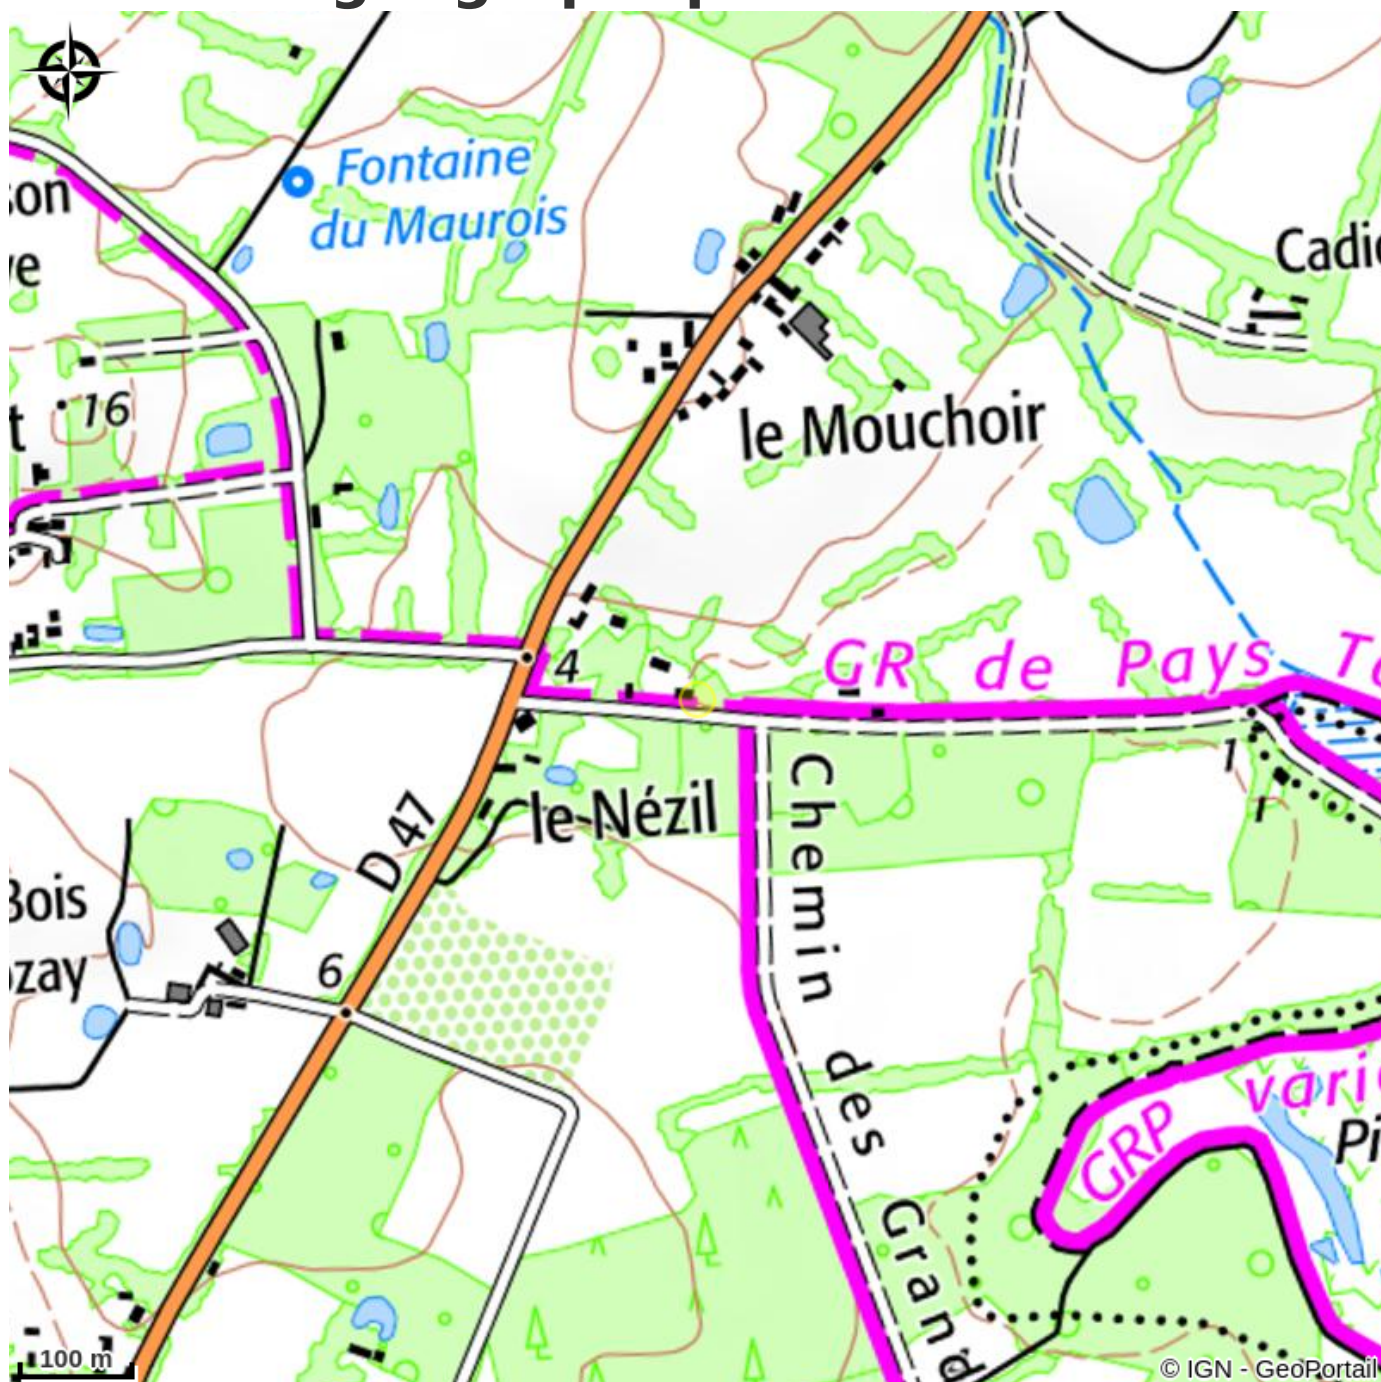 Fontaine
du Maurois
Cadi
16
le Mouchoir
4
GR de Pays
D 47
le Nézil
1
Chemin des Grand
Bois
zay
6
GRP
vari
Pi
100 m
© IGN - GeoPortail